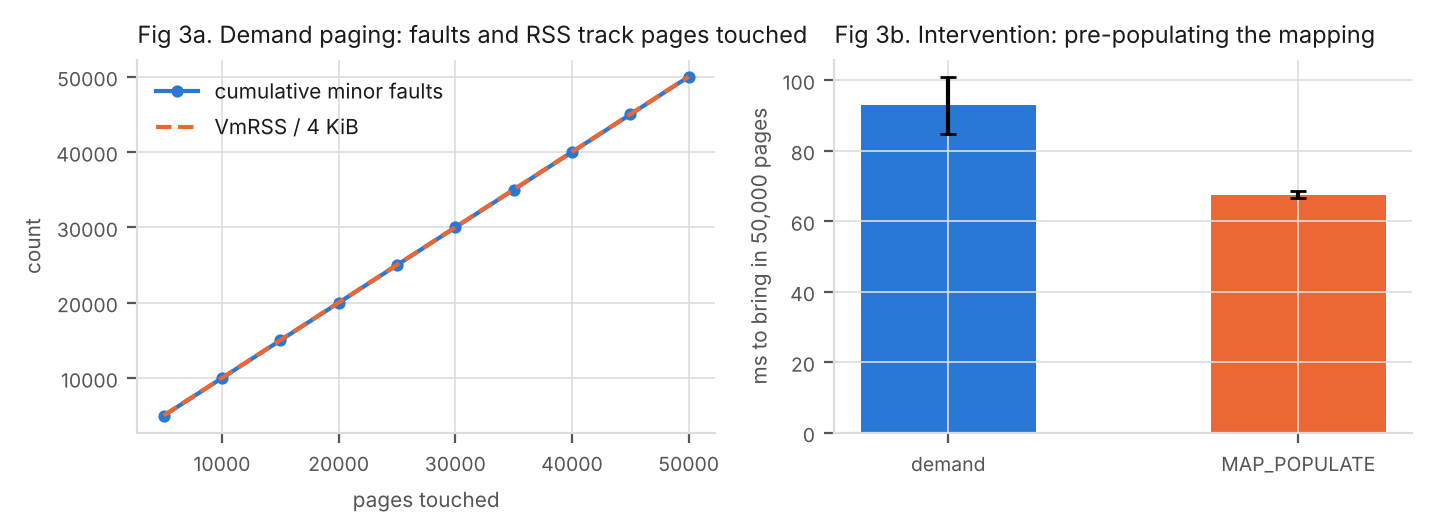 Fig 3a. Demand paging: faults and RSS track pages touched
cumulative minor faults
VmRSS / 4 KiB
count
50000
40000
30000
20000
10000
10000
20000
30000
40000
50000
pages touched
Fig 3b. Intervention: pre-populating the mapping
ms to bring in 50,000 pages
100
80
60
40
20
0
demand
MAP_POPULATE